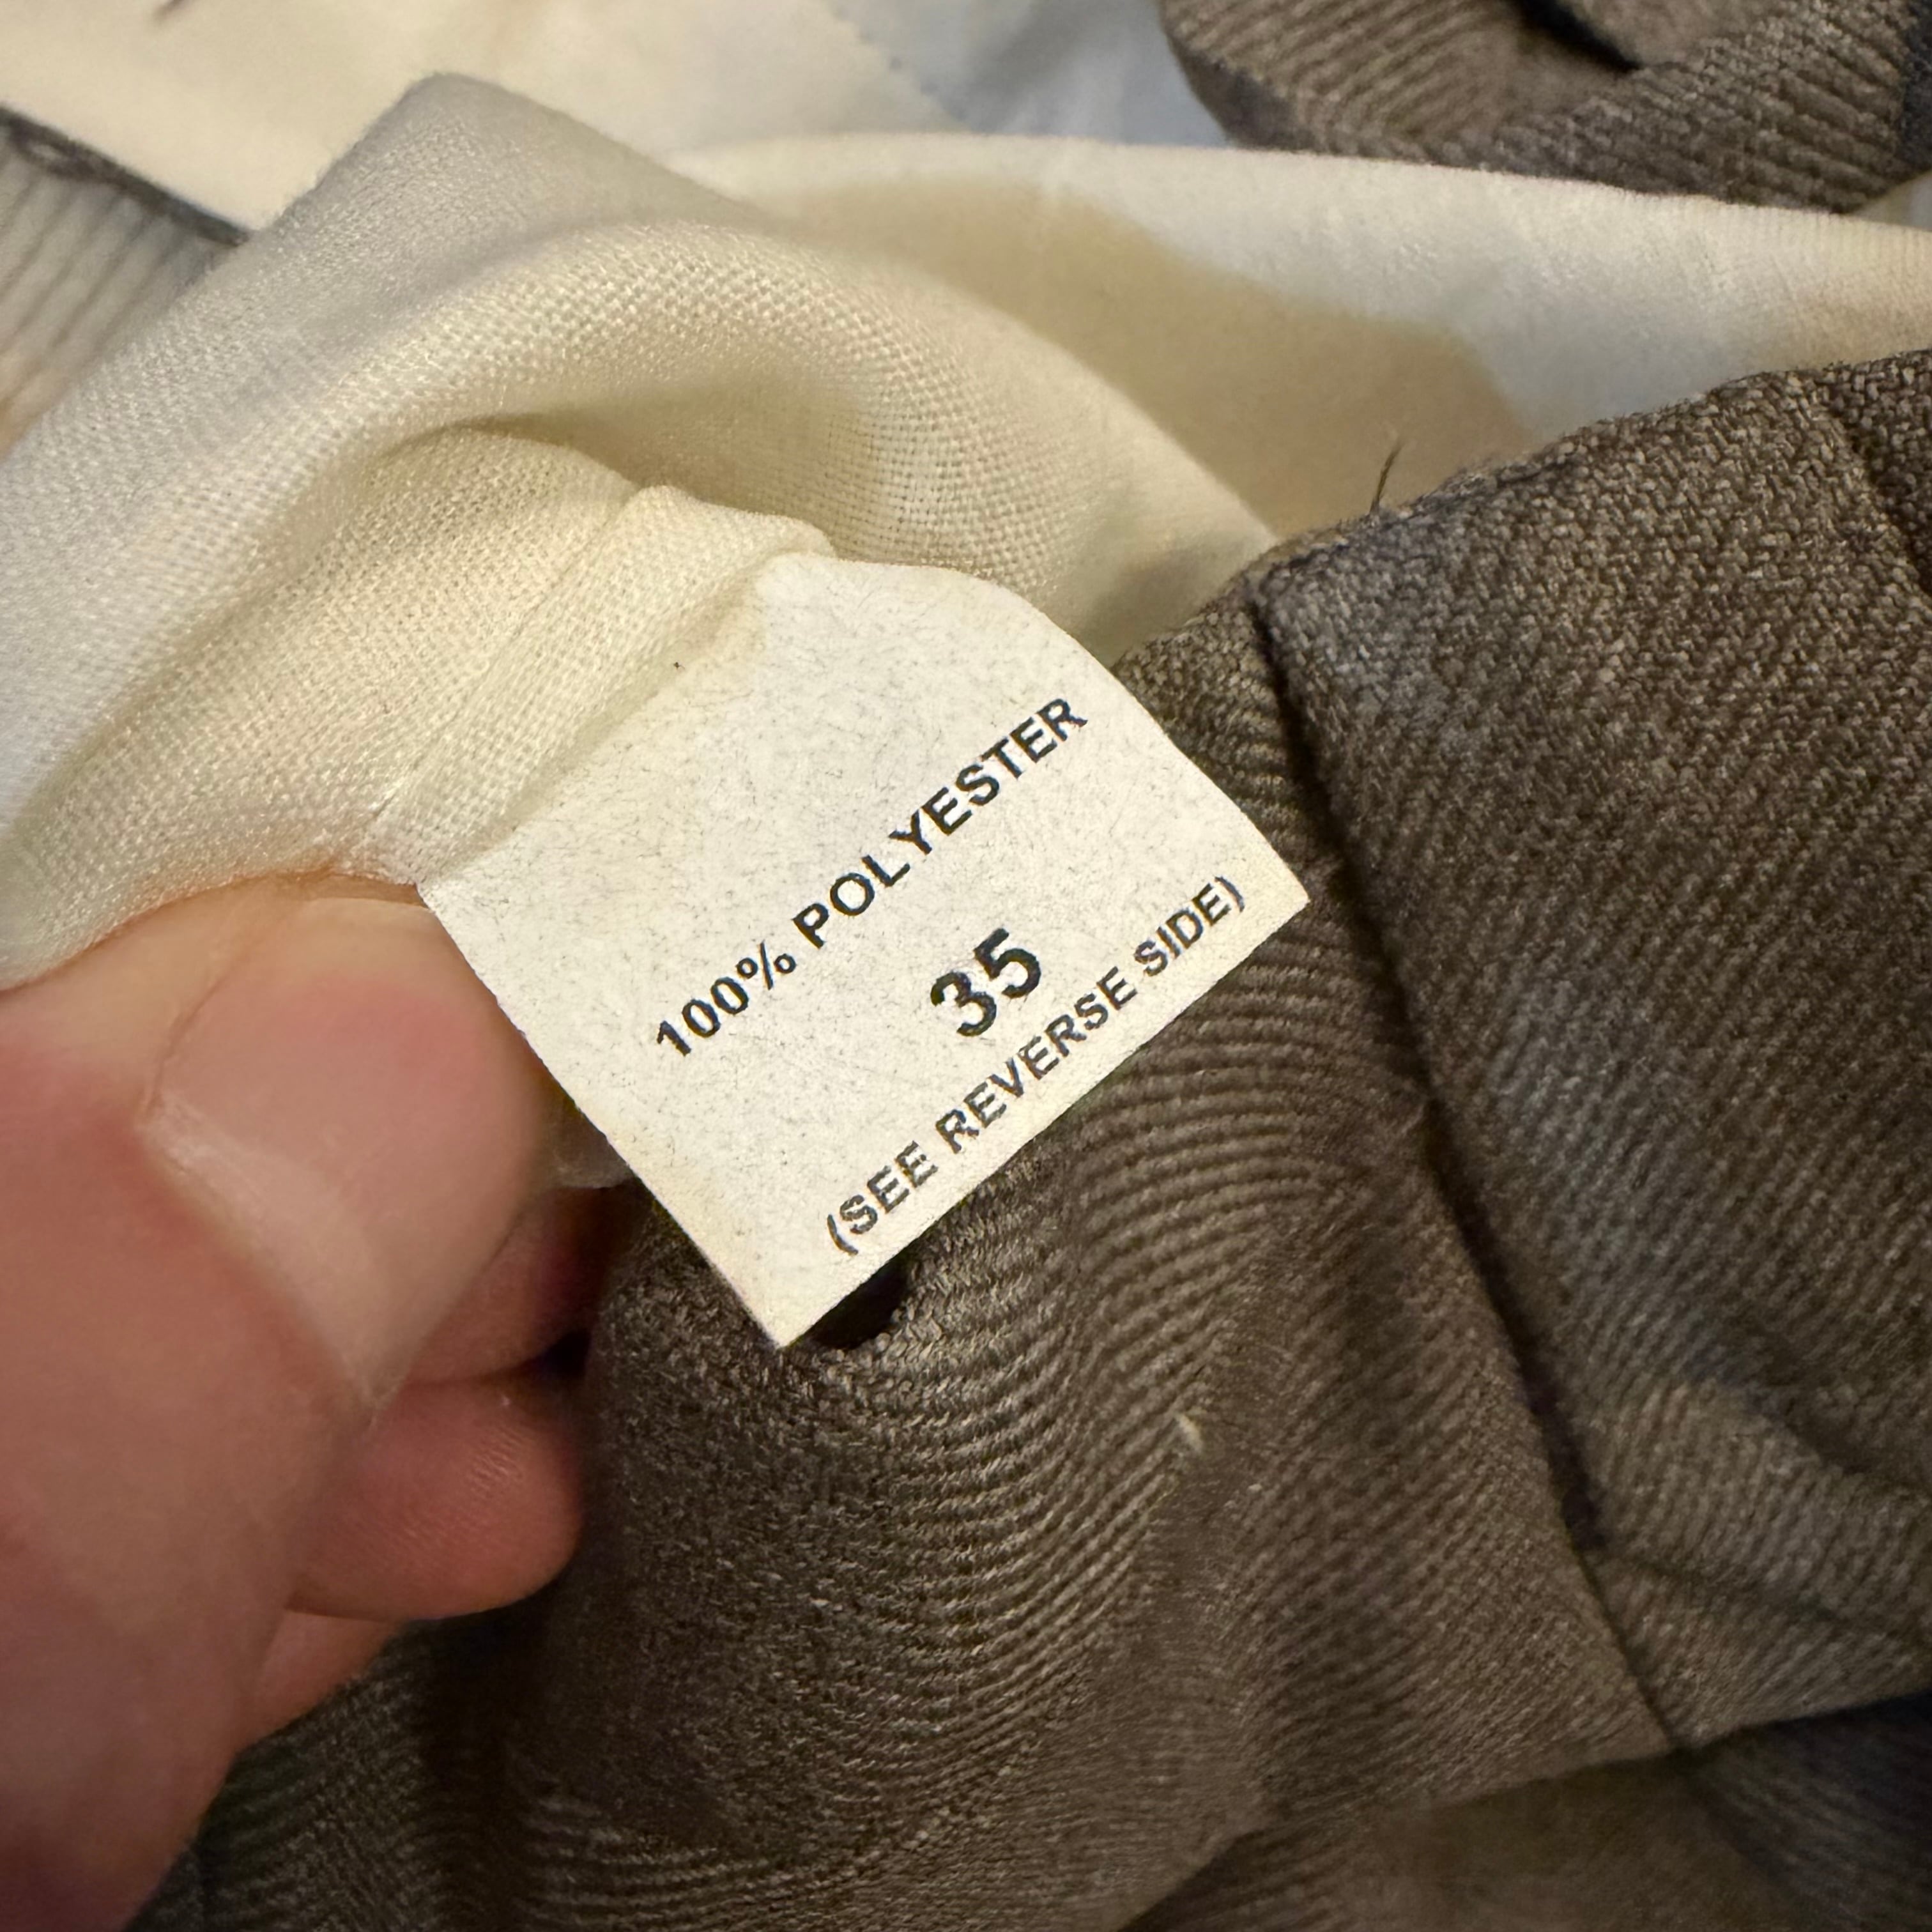 100% POLYESTER
35
(SEE REVERSE SIDE)